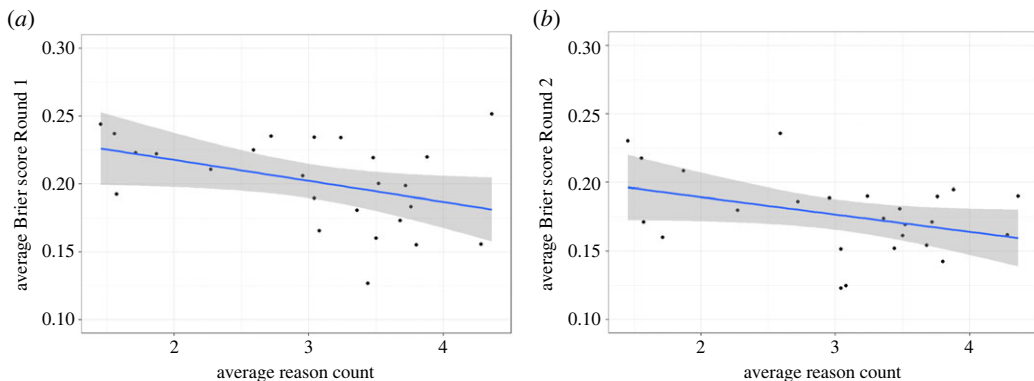 (a)
(b)
average Brier score Round 1
0.30
0.25
0.20
0.15
0.10
2
3
4
average reason count
average Brier score Round 2
0.30
0.25
0.20
0.15
0.10
2
3
4
average reason count